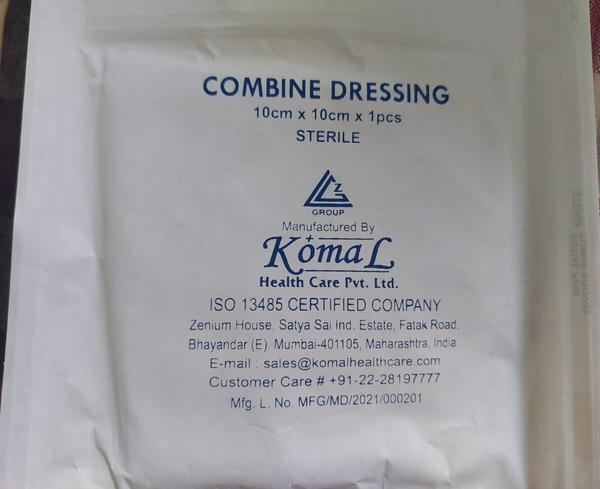 COMBINE DRESSING
10cm x 10cm x 1pcs
STERILE
GROUP
Manufactured By
Komal
Health Care Pvt. Ltd.
ISO 13485 CERTIFIED COMPANY
Zenium House, Satya Sai Ind. Estate, Fatak Road,
Bhayandar (E). Mumbai-401105, Maharashtra, India
E-mail : sales@komalhealthcare.com
Customer Care # +91-22-28197777
Mfg. L. No. MFG/MD/2021/000201